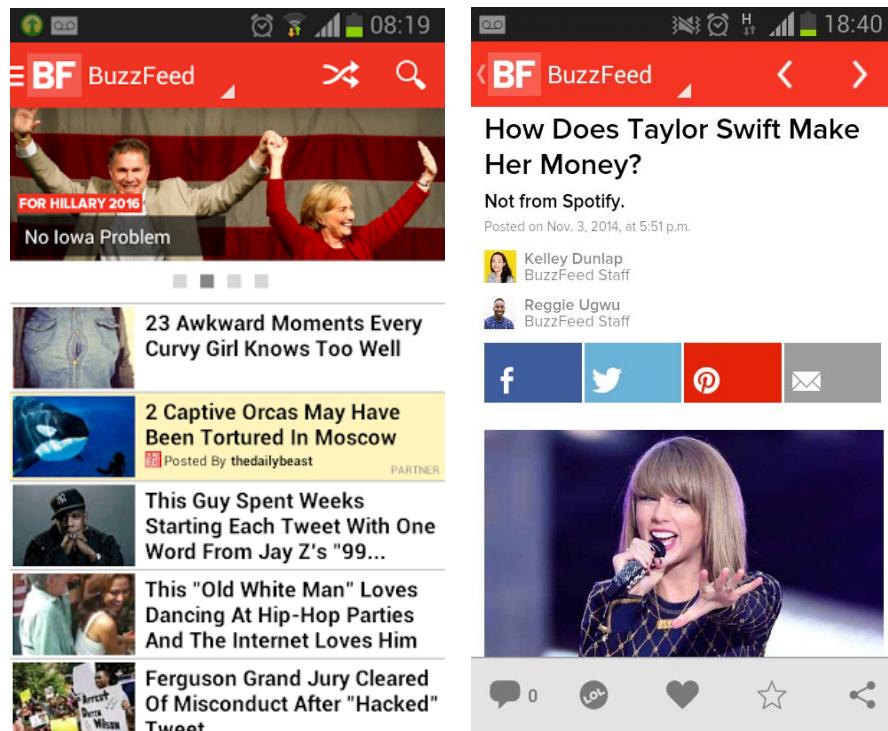 08:19
BF BuzzFeed
FOR HILLARY 2016
No Iowa Problem
23 Awkward Moments Every
Curvy Girl Knows Too Well
2 Captive Orcas May Have
Been Tortured In Moscow
Posted By thedailybeast
PARTNER
This Guy Spent Weeks
Starting Each Tweet With One
Word From Jay Z's "99...
This "Old White Man" Loves
Dancing At Hip-Hop Parties
And The Internet Loves Him
ARREST
DARREN
WILSON
Ferguson Grand Jury Cleared
Of Misconduct After "Hacked"
Tweet
H 18:40
BF BuzzFeed
How Does Taylor Swift Make
Her Money?
Not from Spotify.
Posted on Nov. 3, 2014, at 5:51 p.m.
Kelley Dunlap
BuzzFeed Staff
Reggie Ugwu
BuzzFeed Staff
0
LOL